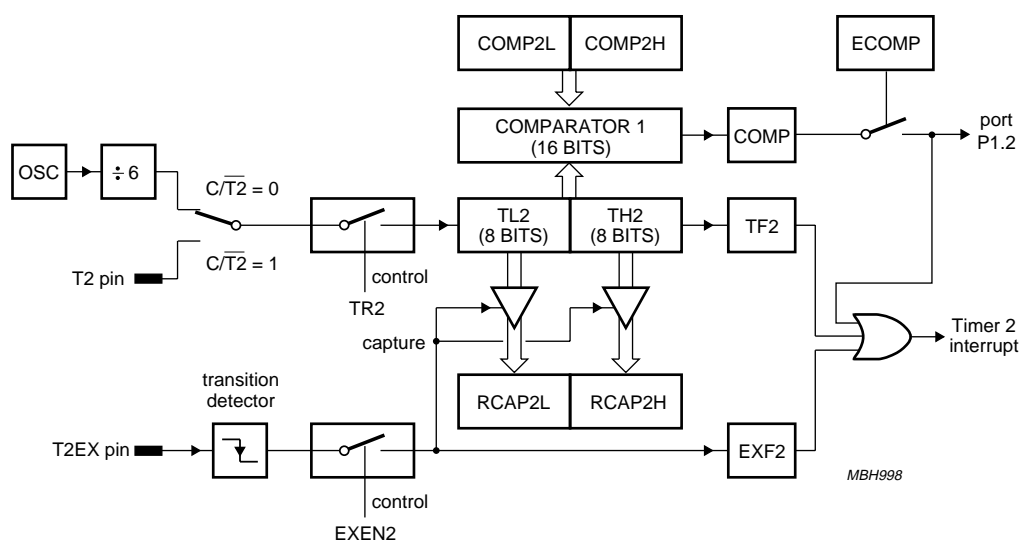 COMP2L COMP2H ECOMP
COMPARATOR 1
(16 BITS)
COMP
port
P1.2
OSC
÷ 6
C/T2̅ = 0
C/T2̅ = 1
T2 pin
control
TR2
TL2
(8 BITS)
TH2
(8 BITS)
TF2
capture
Timer 2
interrupt
RCAP2L RCAP2H
transition
detector
T2EX pin
control
EXEN2
EXF2
MBH998